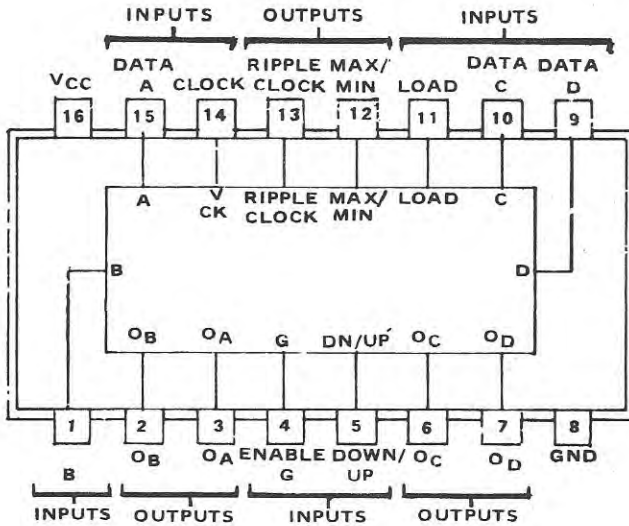 INPUTS OUTPUTS INPUTS
DATA RIPPLE MAX/ DATA DATA
VCC A CLOCK CLOCK MIN LOAD C D
16 15 14 13 12 11 10 9
A V RIPPLE MAX/ LOAD C
CK CLOCK MIN
B D
OB OA G DN/UP OC OD
1 2 3 4 5 6 7 8
OB OA ENABLE DOWN/ OC OD GND
B G UP
INPUTS OUTPUTS INPUTS OUTPUTS